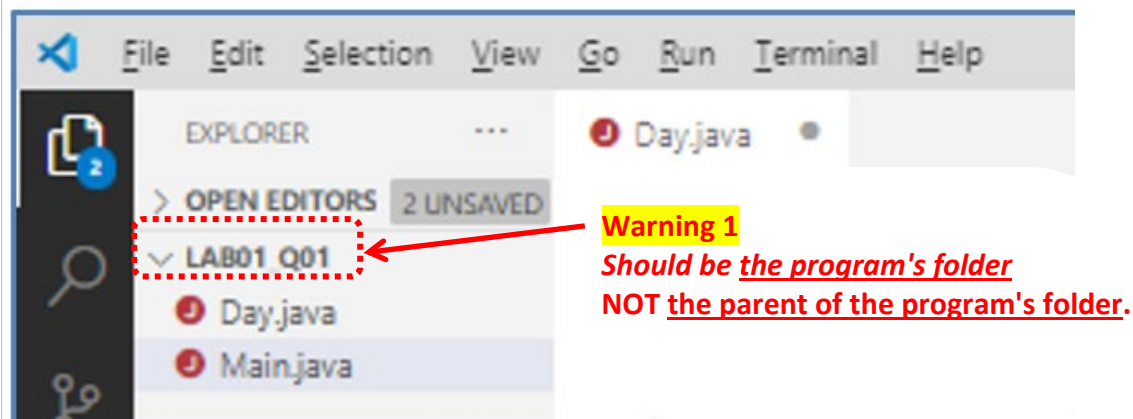 File Edit Selection View Go Run Terminal Help
EXPLORER ... Day.java
2
OPEN EDITORS 2 UNSAVED
LAB01_Q01
Day.java
Main.java
Warning 1
Should be the program's folder
NOT the parent of the program's folder.